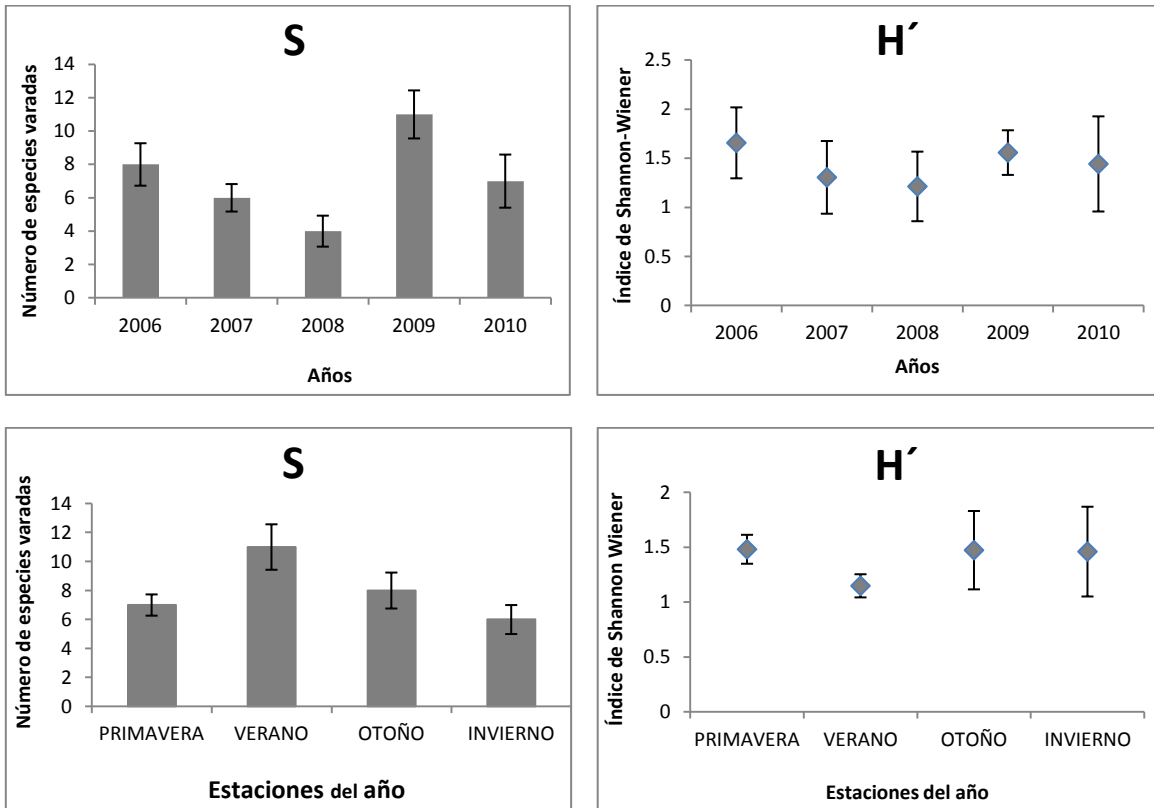 S
14
12
10
8
6
4
2
0
Número de especies varadas
2006 2007 2008 2009 2010
Años
H´
2.5
2
1.5
1
0.5
0
Índice de Shannon-Wiener
2006 2007 2008 2009 2010
Años
S
14
12
10
8
6
4
2
0
Número de especies varadas
PRIMAVERA VERANO OTOÑO INVIERNO
Estaciones del año
H´
2
1.5
1
0.5
0
Índice de Shannon Wiener
PRIMAVERA VERANO OTOÑO INVIERNO
Estaciones del año